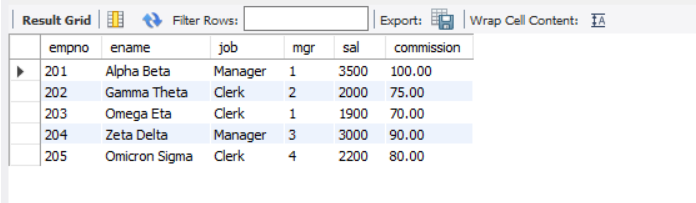 Result Grid Filter Rows: Export: Wrap Cell Content:
empno ename job mgr sal commission
201 Alpha Beta Manager 1 3500 100.00
202 Gamma Theta Clerk 2 2000 75.00
203 Omega Eta Clerk 1 1900 70.00
204 Zeta Delta Manager 3 3000 90.00
205 Omicron Sigma Clerk 4 2200 80.00